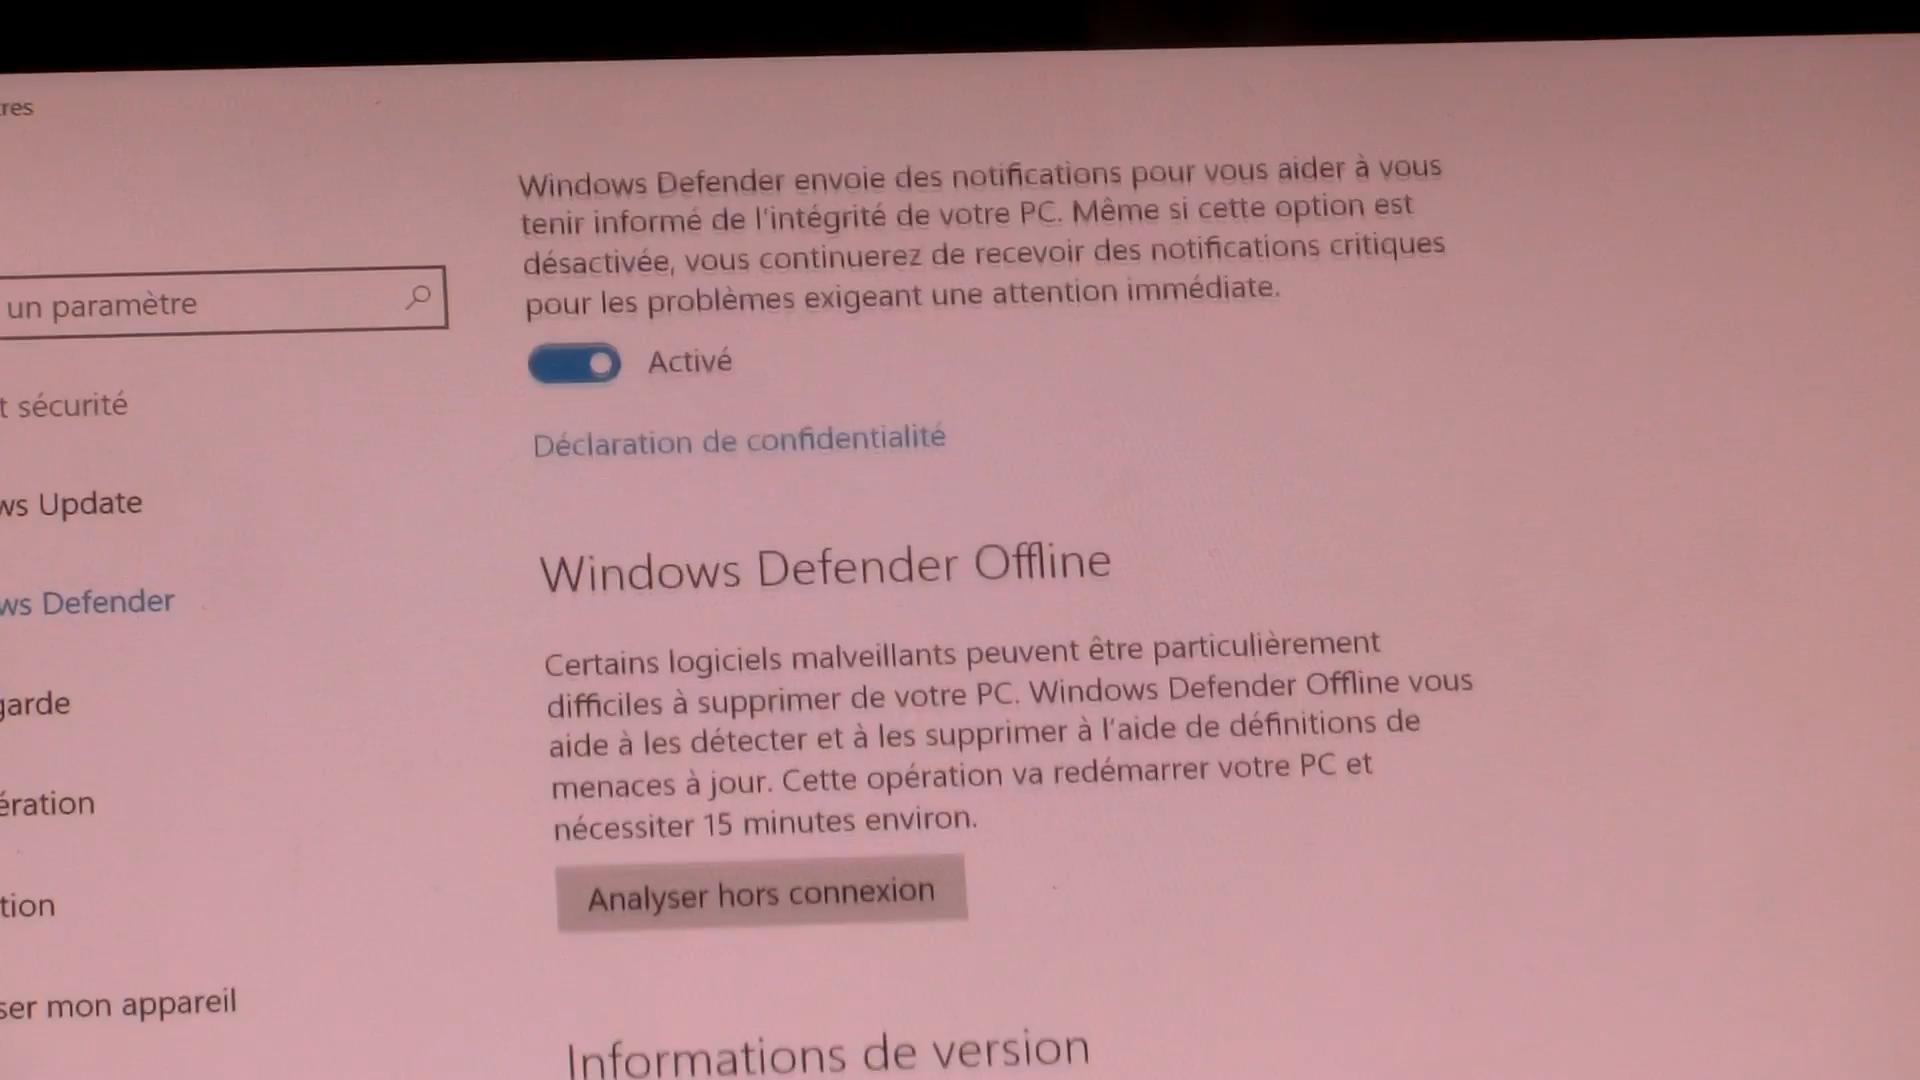 Windows Defender envoie des notifications pour vous aider à vous
tenir informé de l'intégrité de votre PC. Même si cette option est
désactivée, vous continuerez de recevoir des notifications critiques
pour les problèmes exigeant une attention immédiate.
un paramètre
Activé
t sécurité
Déclaration de confidentialité
ws Update
Windows Defender Offline
ws Defender
Certains logiciels malveillants peuvent être particulièrement
difficiles à supprimer de votre PC. Windows Defender Offline vous
aide à les détecter et à les supprimer à l'aide de définitions de
menaces à jour. Cette opération va redémarrer votre PC et
nécessiter 15 minutes environ.
garde
ération
Analyser hors connexion
tion
ser mon appareil
Informations de version